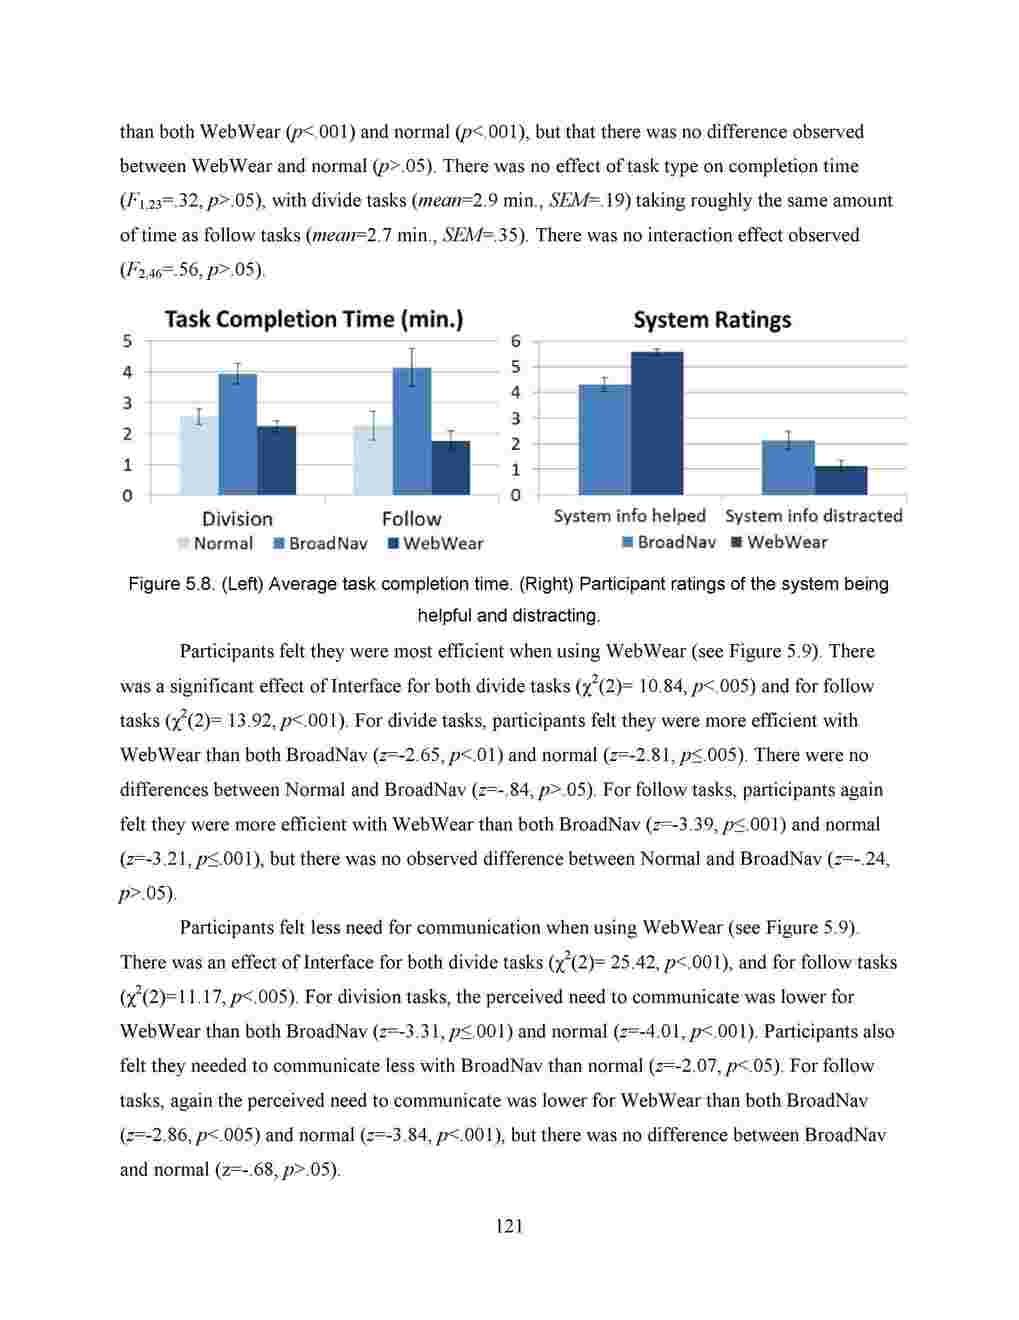 than both WebWear (p<.001) and normal (p<.001), but that there was no difference observed
between WebWear and normal (p>.05). There was no effect of task type on completion time
(F1,23=.32, p>.05), with divide tasks (mean=2.9 min., SEM=.19) taking roughly the same amount
of time as follow tasks (mean=2.7 min., SEM=.35). There was no interaction effect observed
(F2,46=.56, p>.05).
Task Completion Time (min.)
5
4
3
2
1
0
Division Follow
Normal BroadNav WebWear
System Ratings
6
5
4
3
2
1
0
System info helped System info distracted
BroadNav WebWear
Figure 5.8. (Left) Average task completion time. (Right) Participant ratings of the system being
helpful and distracting.
Participants felt they were most efficient when using WebWear (see Figure 5.9). There
was a significant effect of Interface for both divide tasks (χ²(2)= 10.84, p<.005) and for follow
tasks (χ²(2)= 13.92, p<.001). For divide tasks, participants felt they were more efficient with
WebWear than both BroadNav (z=-2.65, p<.01) and normal (z=-2.81, p≤.005). There were no
differences between Normal and BroadNav (z=-.84, p>.05). For follow tasks, participants again
felt they were more efficient with WebWear than both BroadNav (z=-3.39, p≤.001) and normal
(z=-3.21, p≤.001), but there was no observed difference between Normal and BroadNav (z=-.24,
p>.05).
Participants felt less need for communication when using WebWear (see Figure 5.9).
There was an effect of Interface for both divide tasks (χ²(2)= 25.42, p<.001), and for follow tasks
(χ²(2)=11.17, p<.005). For division tasks, the perceived need to communicate was lower for
WebWear than both BroadNav (z=-3.31, p≤.001) and normal (z=-4.01, p<.001). Participants also
felt they needed to communicate less with BroadNav than normal (z=-2.07, p<.05). For follow
tasks, again the perceived need to communicate was lower for WebWear than both BroadNav
(z=-2.86, p<.005) and normal (z=-3.84, p<.001), but there was no difference between BroadNav
and normal (z=-.68, p>.05).
121